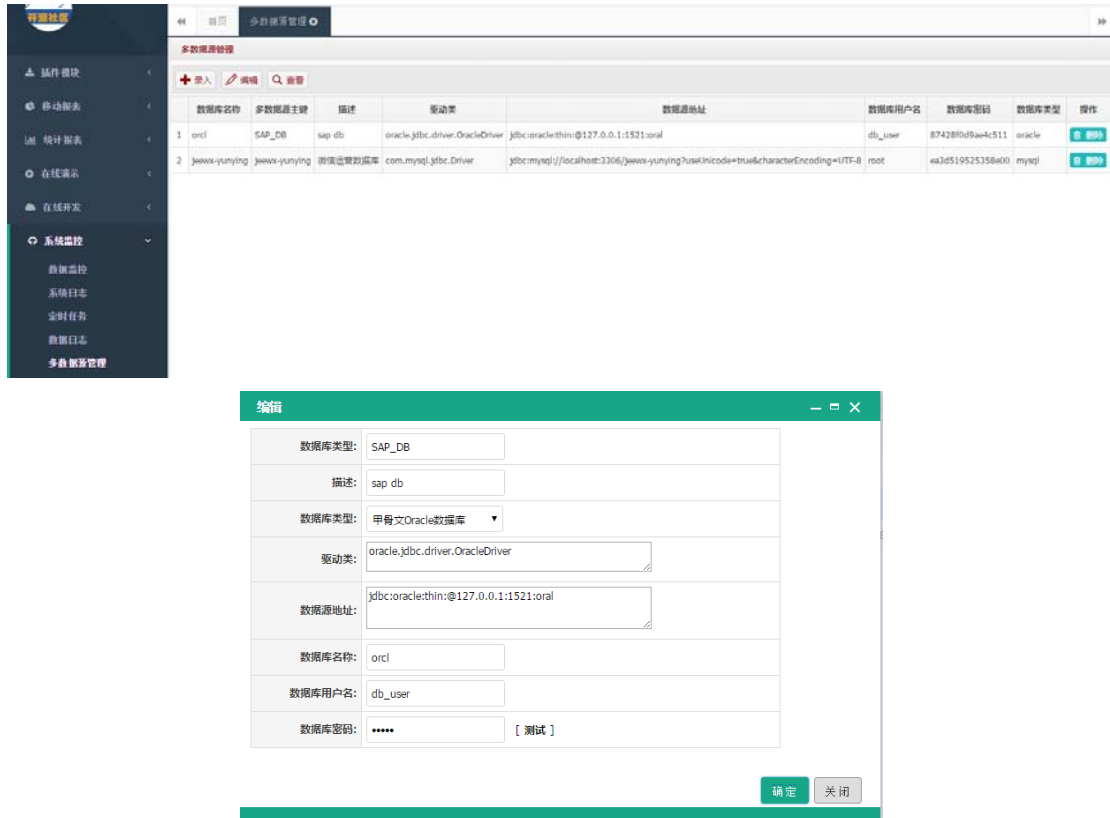 开源社区
首页 多数据源管理
多数据源管理
插件模块
移动报表
统计报表
在线演示
在线开发
系统监控
数据监控
系统日志
定时任务
数据日志
多数据源管理
录入 编辑 查看
数据库名称 多数据源主键 描述 驱动类 数据源地址 数据库用户名 数据库密码 数据库类型 操作
1 orcl SAP_DB sap db oracle.jdbc.driver.OracleDriver jdbc:oracle:thin:@127.0.0.1:1521:oral db_user 87428f0d9ae4c511 oracle 删除
2 jeewx-yunying jeewx-yunying 微信运营数据库 com.mysql.jdbc.Driver jdbc:mysql://localhost:3306/jeewx-yunying?useUnicode=true&characterEncoding=UTF-8 root ea3d519525358e00 mysql 删除
编辑
数据库类型: SAP_DB
描述: sap db
数据库类型: 甲骨文Oracle数据库
驱动类: oracle.jdbc.driver.OracleDriver
数据源地址: jdbc:oracle:thin:@127.0.0.1:1521:oral
数据库名称: orcl
数据库用户名: db_user
数据库密码: ••••• [ 测试 ]
确定 关闭